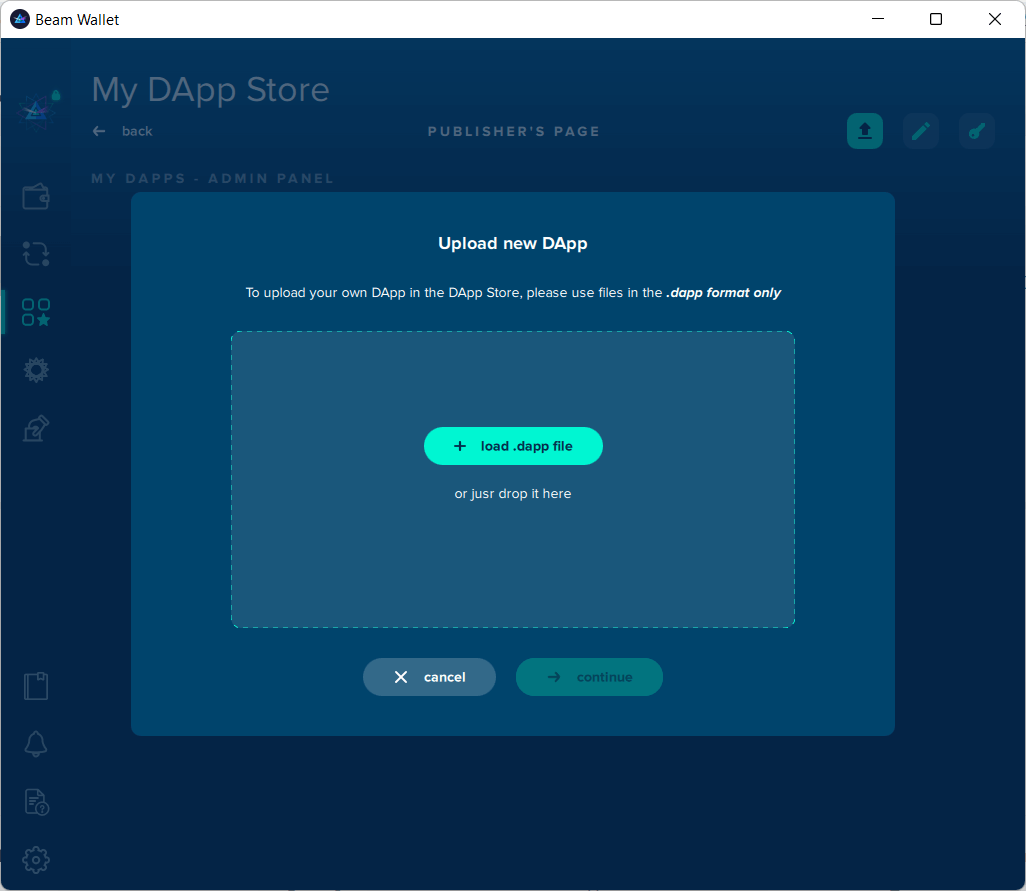 Beam Wallet
My DApp Store
back
PUBLISHER'S PAGE
MY DAPPS - ADMIN PANEL
Upload new DApp
To upload your own DApp in the DApp Store, please use files in the .dapp format only
load .dapp file
or jusr drop it here
cancel
continue